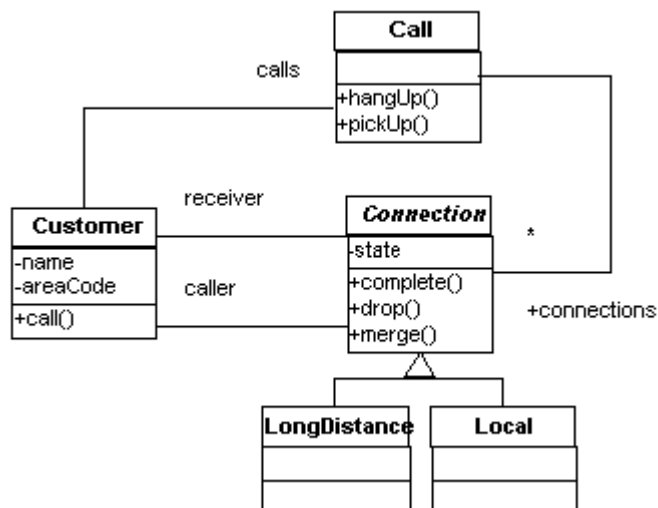 Call
calls
+hangUp()
+pickUp()
receiver
Customer
Connection
-name
-areaCode
-state
*
caller
+complete()
+call()
+drop()
+connections
+merge()
LongDistance
Local